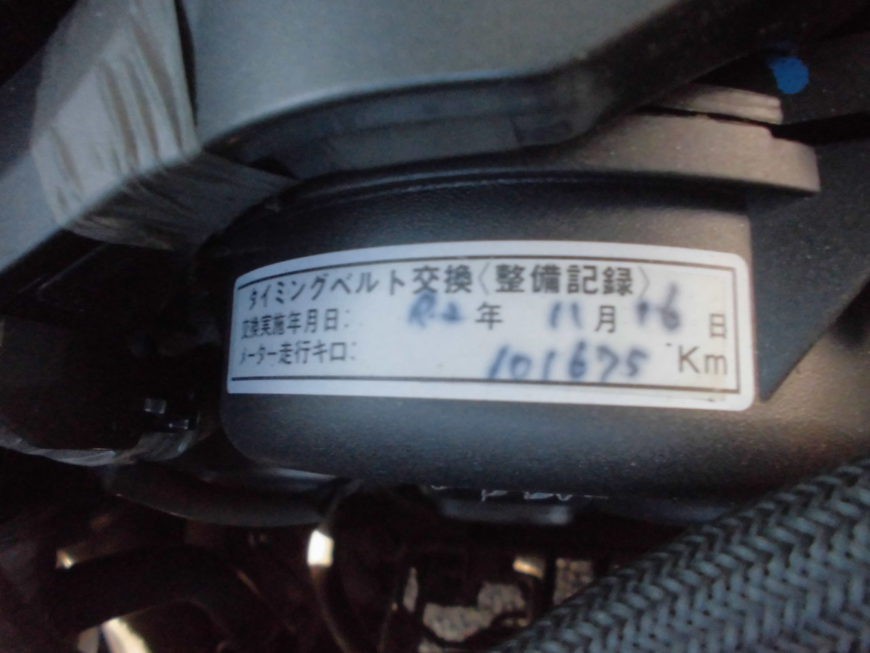 タイミングベルト交換〈整備記録〉
交換実施年月日: R.2 年 11 月 16 日
メーター走行キロ: 101675 Km